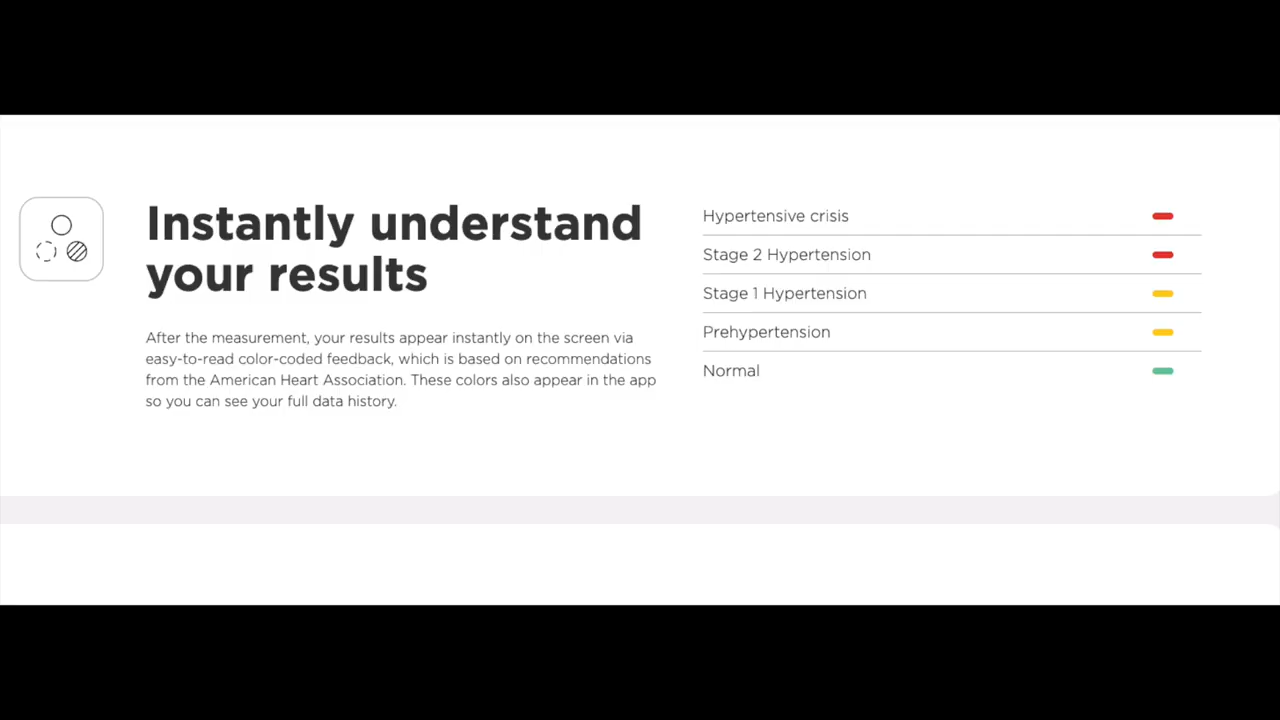 Instantly understand
your results
After the measurement, your results appear instantly on the screen via
easy-to-read color-coded feedback, which is based on recommendations
from the American Heart Association. These colors also appear in the app
so you can see your full data history.
Hypertensive crisis
Stage 2 Hypertension
Stage 1 Hypertension
Prehypertension
Normal